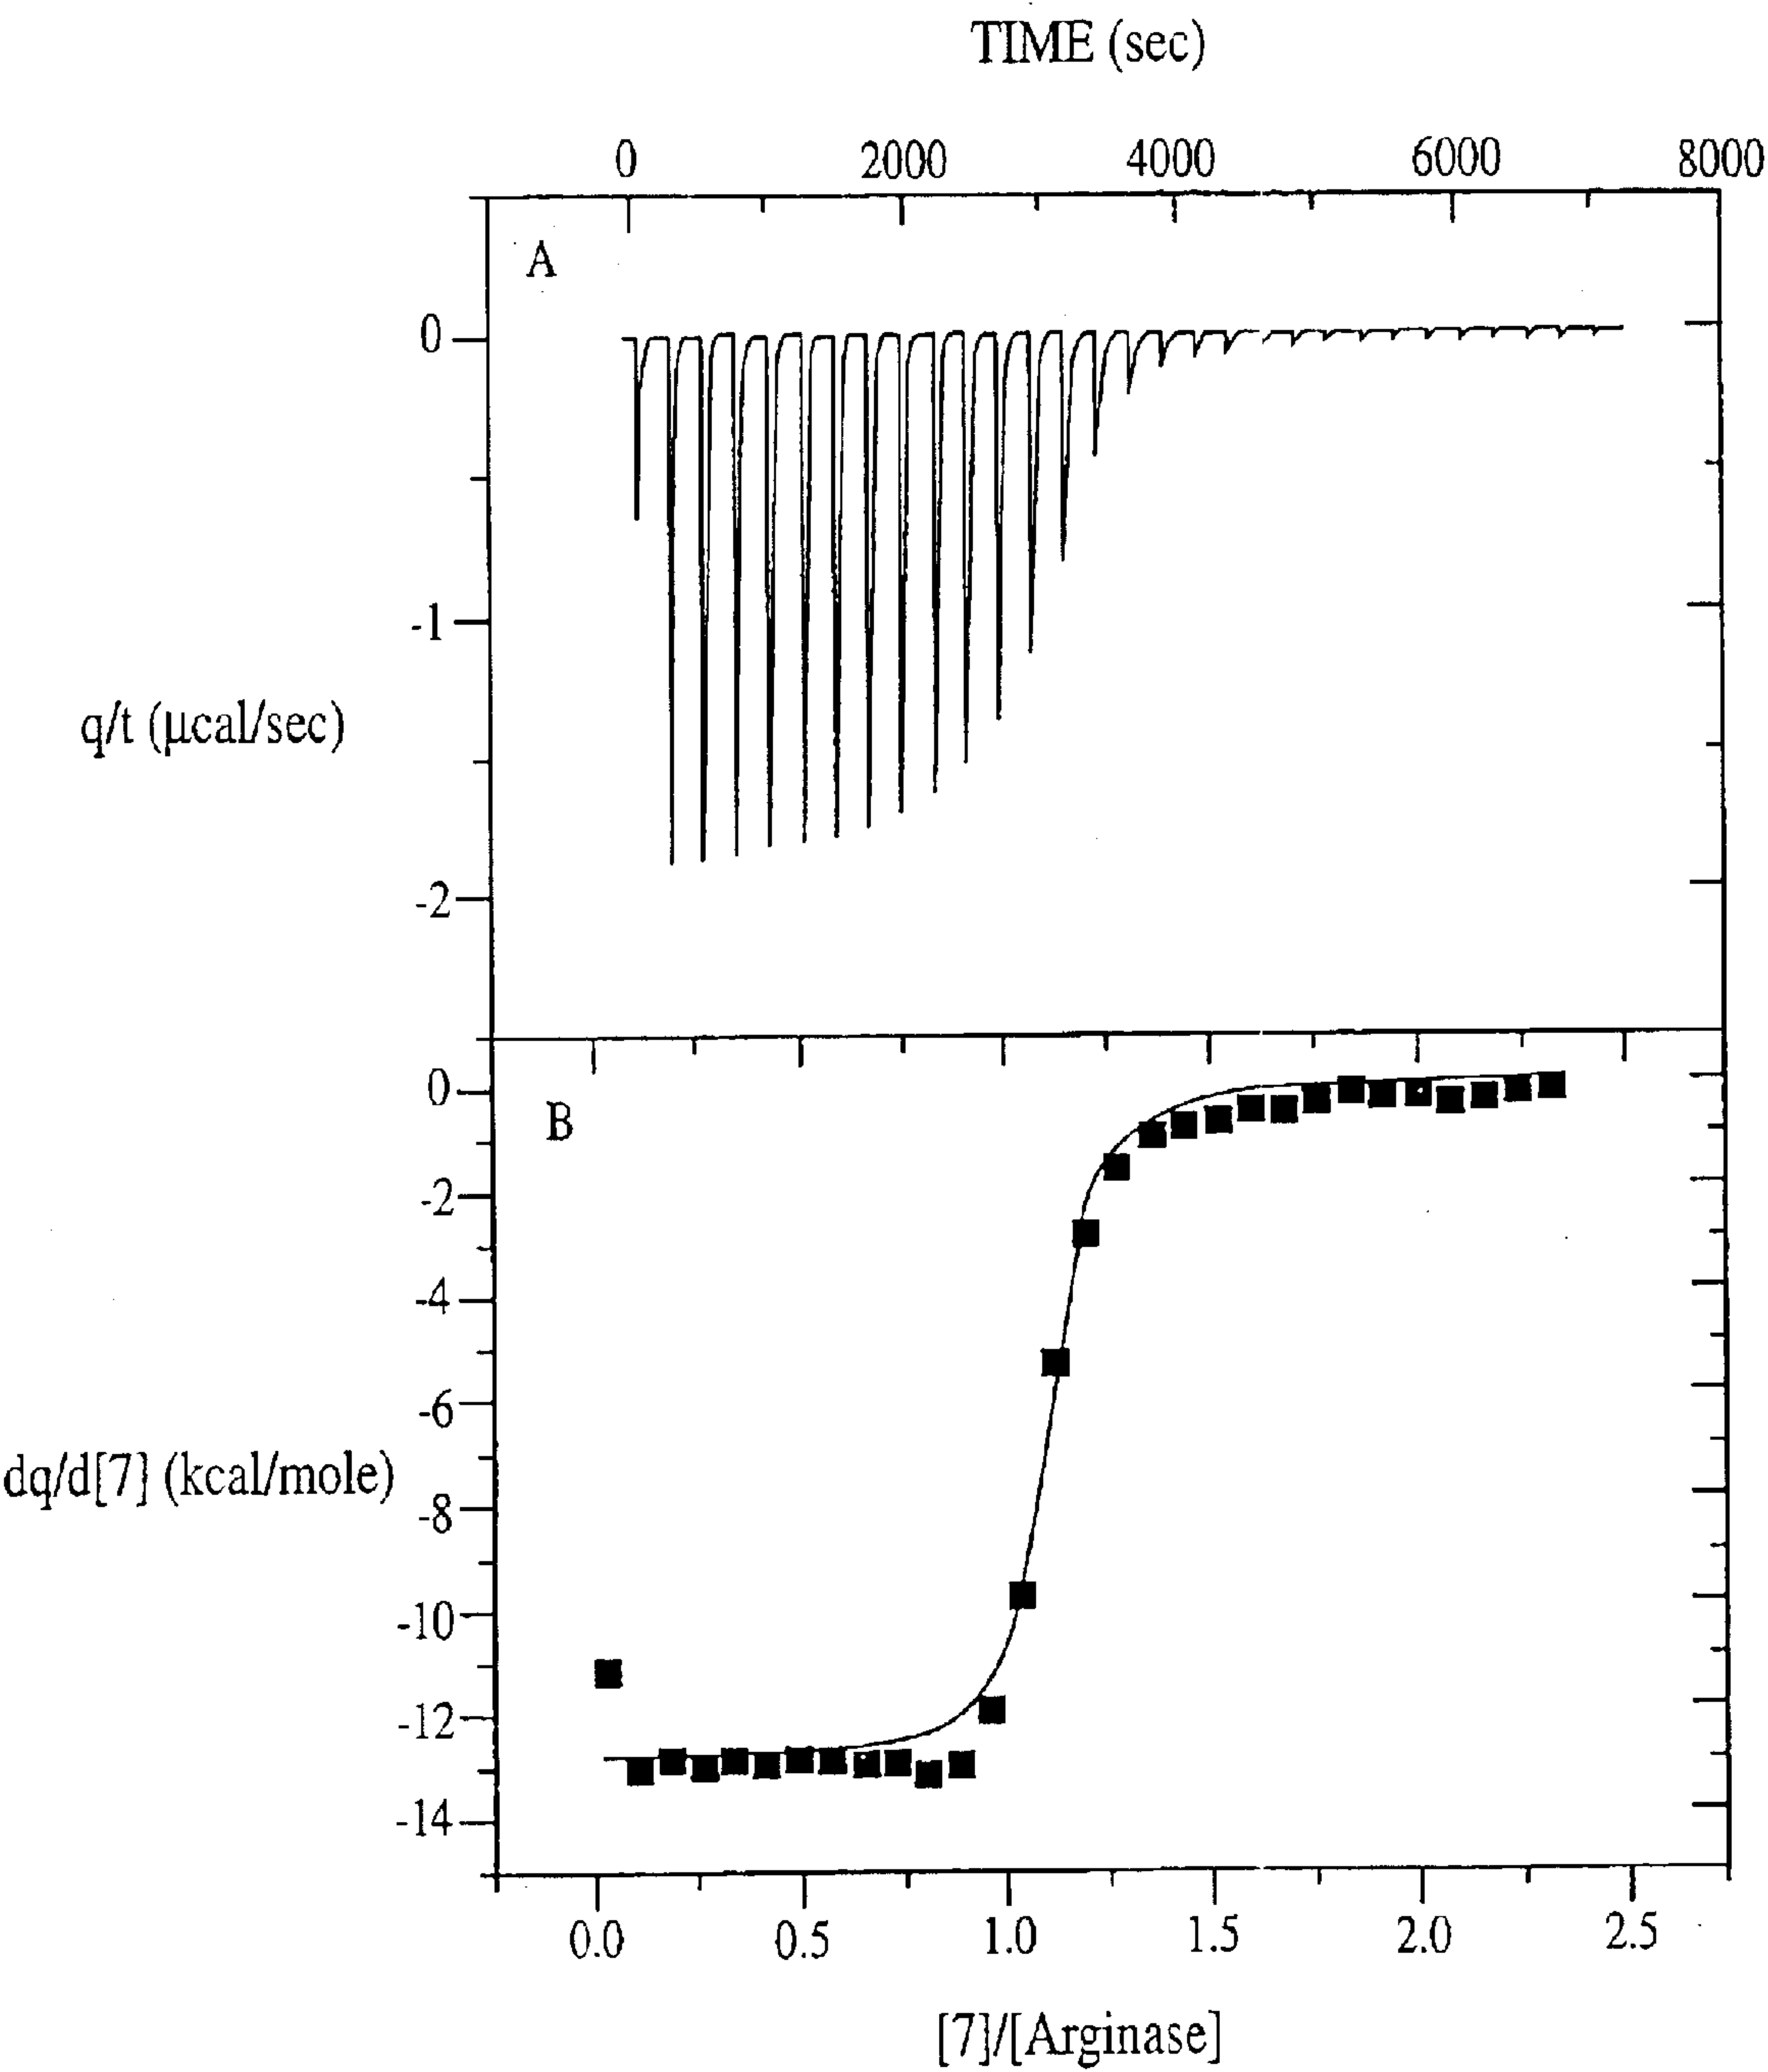 TIME (sec)
0 2000 4000 6000 8000
A
0
-1
q/t (μcal/sec)
-2
0
B
-2
-4
-6
dq/d[7] (kcal/mole)
-8
-10
-12
-14
0.0 0.5 1.0 1.5 2.0 2.5
[7]/[Arginase]